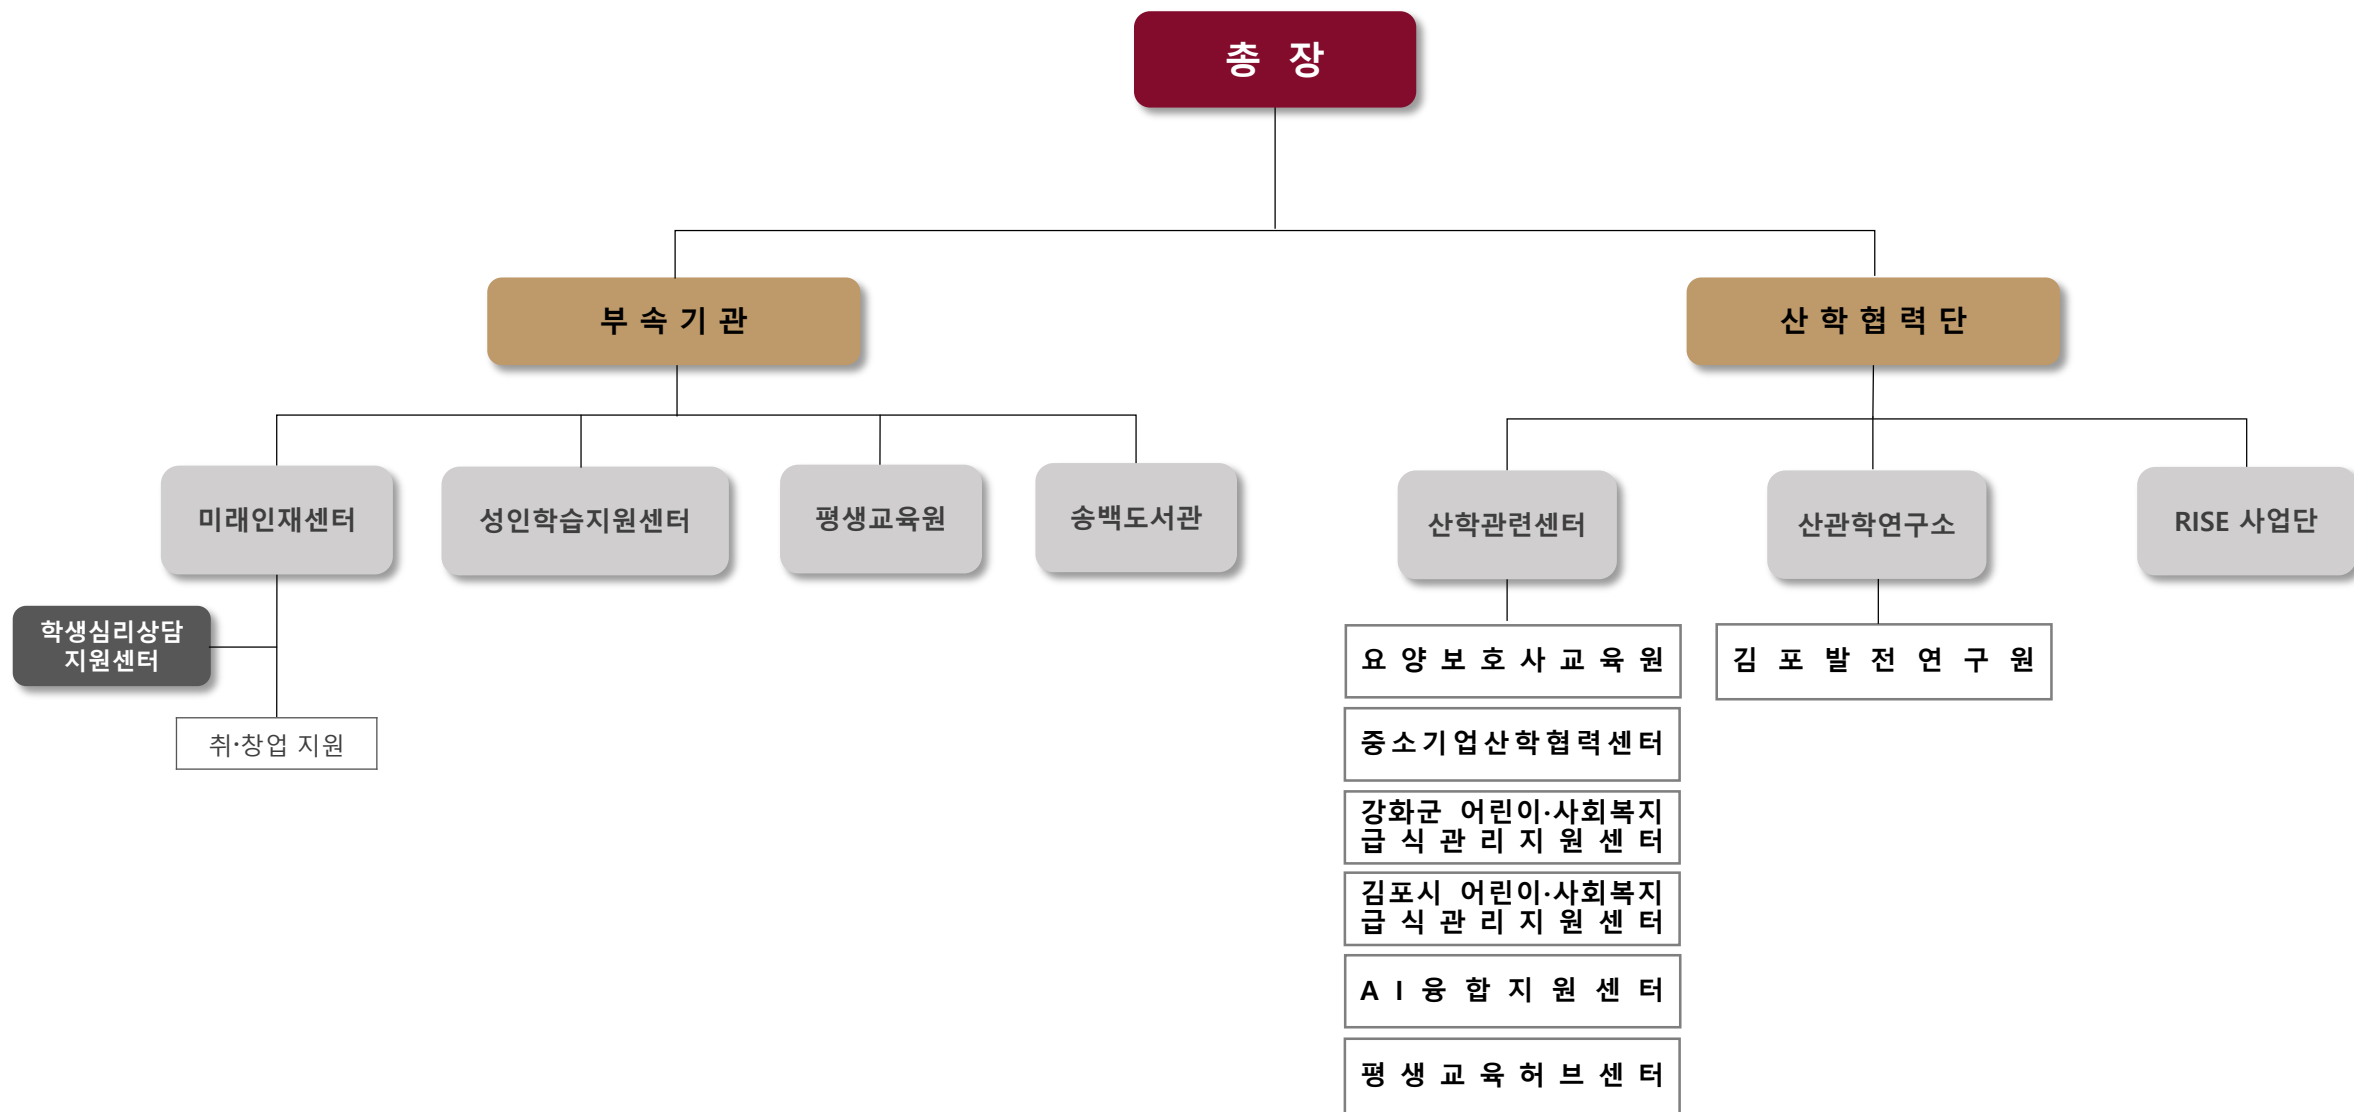 총 장
부속기관
산학협력단
미래인재센터
성인학습지원센터
평생교육원
송백도서관
산학관련센터
산관학연구소
RISE 사업단
학생심리상담
지원센터
취·창업 지원
요양보호사교육원
김포발전연구원
중소기업산학협력센터
강화군 어린이·사회복지
급식관리지원센터
김포시 어린이·사회복지
급식관리지원센터
AI융합지원센터
평생교육허브센터